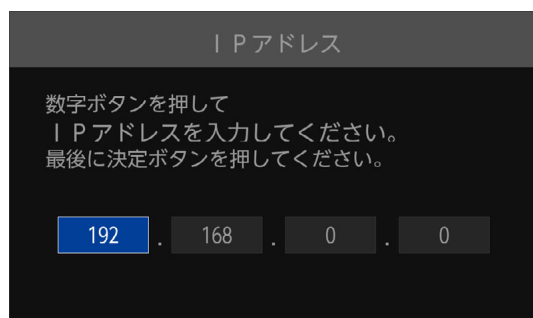 ＩＰアドレス
数字ボタンを押して
ＩＰアドレスを入力してください。
最後に決定ボタンを押してください。
192 . 168 . 0 . 0